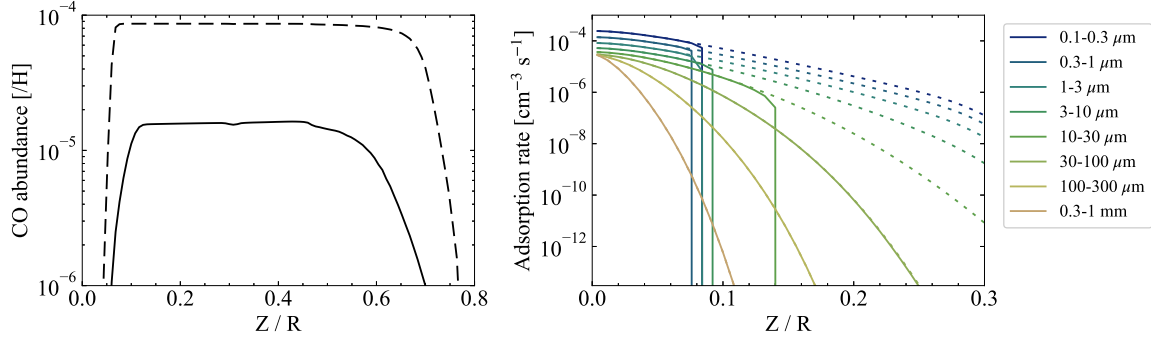 CO abundance [/H]
10⁻⁴
10⁻⁵
10⁻⁶
0.0 0.2 0.4 0.6 0.8
Z / R
Adsorption rate [cm⁻³ s⁻¹]
10⁻⁴
10⁻⁶
10⁻⁸
10⁻¹⁰
10⁻¹²
0.0 0.1 0.2 0.3
Z / R
0.1-0.3 μm
0.3-1 μm
1-3 μm
3-10 μm
10-30 μm
30-100 μm
100-300 μm
0.3-1 mm